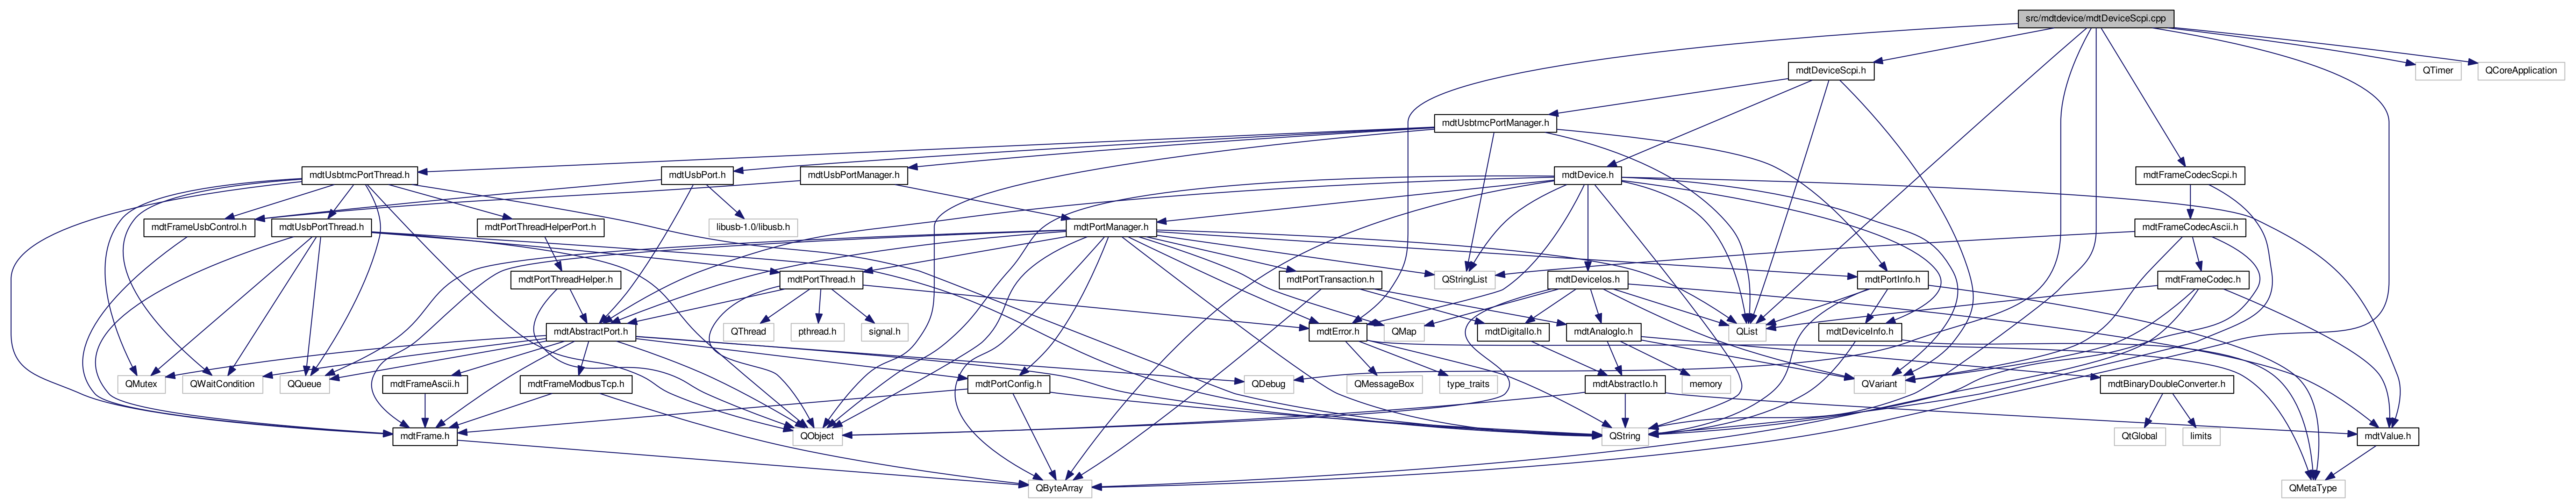 src/mdtdevice/mdtDeviceScpi.cpp
mdtDeviceScpi.h
QTimer
QCoreApplication
mdtUsbtmcPortManager.h
mdtUsbtmcPortThread.h
mdtUsbPort.h
mdtUsbPortManager.h
mdtDevice.h
mdtFrameCodecScpi.h
mdtFrameUsbControl.h
mdtUsbPortThread.h
mdtPortThreadHelperPort.h
libusb-1.0/libusb.h
mdtPortManager.h
mdtFrameCodecAscii.h
mdtPortThreadHelper.h
mdtPortThread.h
mdtPortTransaction.h
QStringList
mdtDeviceIos.h
mdtPortInfo.h
mdtFrameCodec.h
mdtAbstractPort.h
QThread
pthread.h
signal.h
mdtError.h
QMap
mdtDigitalIo.h
mdtAnalogIo.h
QList
mdtDeviceInfo.h
QMutex
QWaitCondition
QQueue
mdtFrameAscii.h
mdtFrameModbusTcp.h
mdtPortConfig.h
QDebug
QMessageBox
type_traits
mdtAbstractIo.h
memory
QVariant
mdtBinaryDoubleConverter.h
mdtFrame.h
QObject
QString
QtGlobal
limits
mdtValue.h
QByteArray
QMetaType